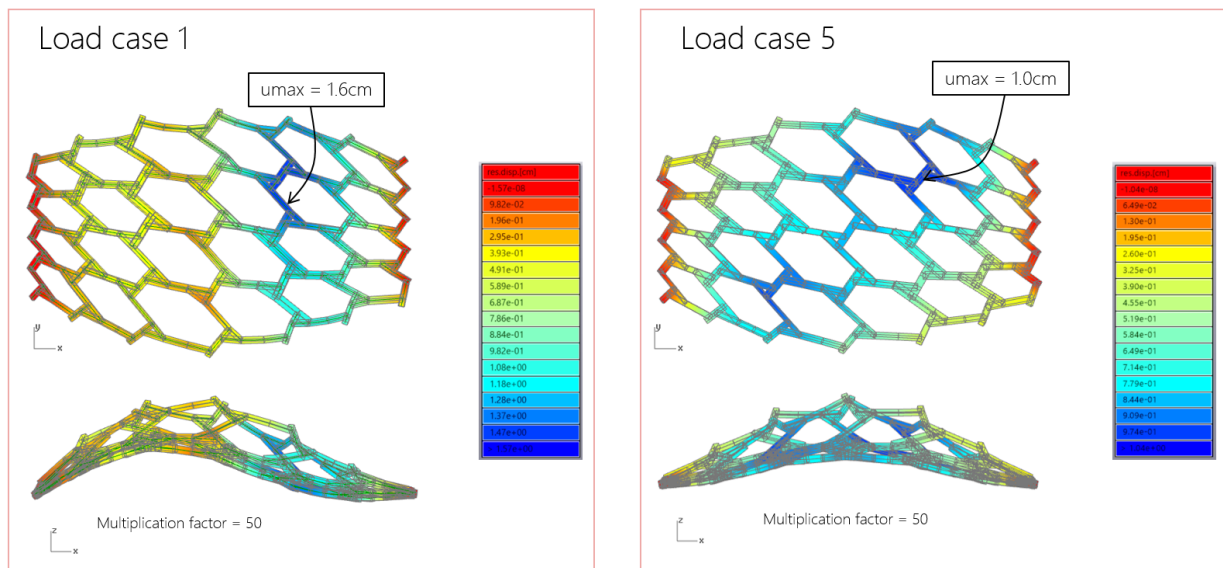 Load case 1
umax = 1.6cm
res.disp.[cm]
-1.57e-08
9.82e-02
1.96e-01
2.95e-01
3.93e-01
4.91e-01
5.89e-01
6.87e-01
7.86e-01
8.84e-01
9.82e-01
1.08e+00
1.18e+00
1.28e+00
1.37e+00
1.47e+00
y
x
Multiplication factor = 50
z
x
Load case 5
umax = 1.0cm
res.disp.[cm]
-1.04e-08
6.49e-02
1.30e-01
1.95e-01
2.60e-01
3.25e-01
3.90e-01
4.55e-01
5.19e-01
5.84e-01
6.49e-01
7.14e-01
7.79e-01
8.44e-01
9.09e-01
9.74e-01
y
x
Multiplication factor = 50
z
x